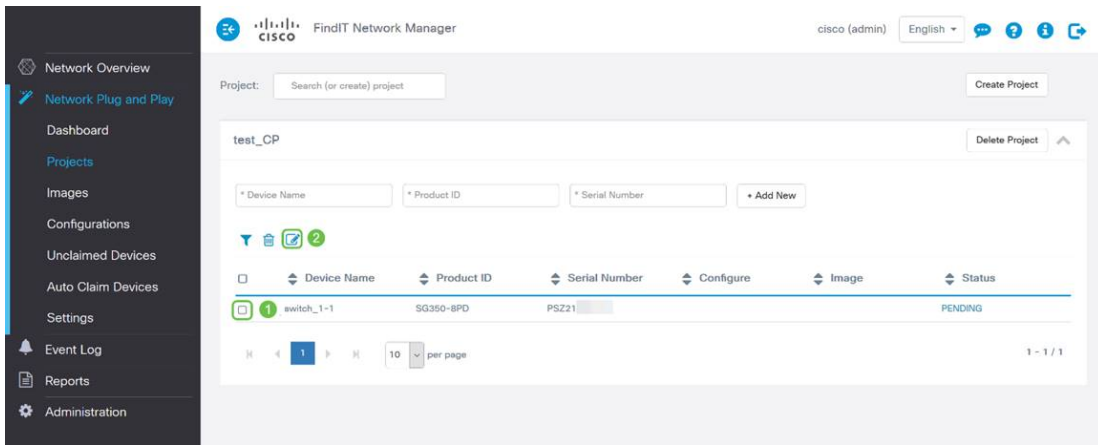 CISCO FindIT Network Manager
cisco (admin) English
Network Overview
Network Plug and Play
Dashboard
Projects
Images
Configurations
Unclaimed Devices
Auto Claim Devices
Settings
Event Log
Reports
Administration
Project: Search (or create) project Create Project
test_CP Delete Project
* Device Name * Product ID * Serial Number + Add New
2
Device Name Product ID Serial Number Configure Image Status
1 switch_1-1 SG350-8PD PSZ21 PENDING
1 10 per page 1 - 1 / 1